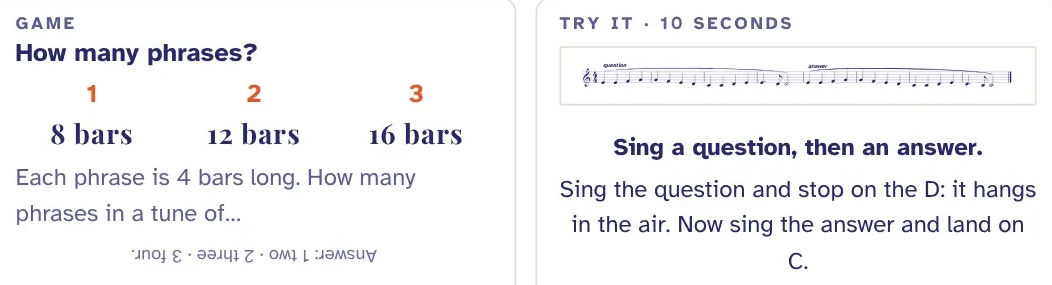 GAME
How many phrases?
1 2 3
8 bars 12 bars 16 bars
Each phrase is 4 bars long. How many
phrases in a tune of...
Answer: 1 two · 2 three · 3 four.
TRY IT · 10 SECONDS
question answer
Sing a question, then an answer.
Sing the question and stop on the D: it hangs
in the air. Now sing the answer and land on
C.